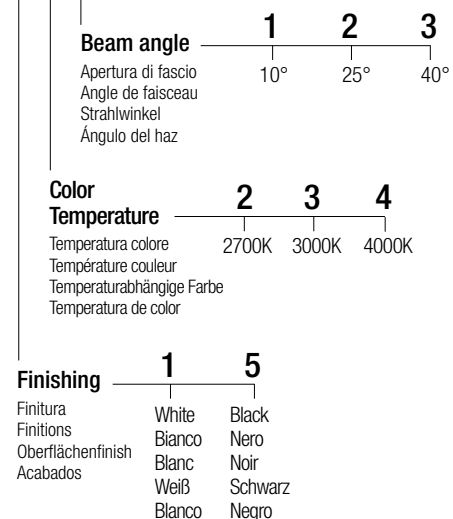 Beam angle 1 2 3
Apertura di fascio 10° 25° 40°
Angle de faisceau
Strahlwinkel
Ángulo del haz
Color
Temperature 2 3 4
Temperatura colore 2700K 3000K 4000K
Température couleur
Temperaturabhängige Farbe
Temperatura de color
Finishing 1 5
Finitura White Black
Finitions Bianco Nero
Oberflächenfinish Blanc Noir
Acabados Weiß Schwarz
Blanco Negro